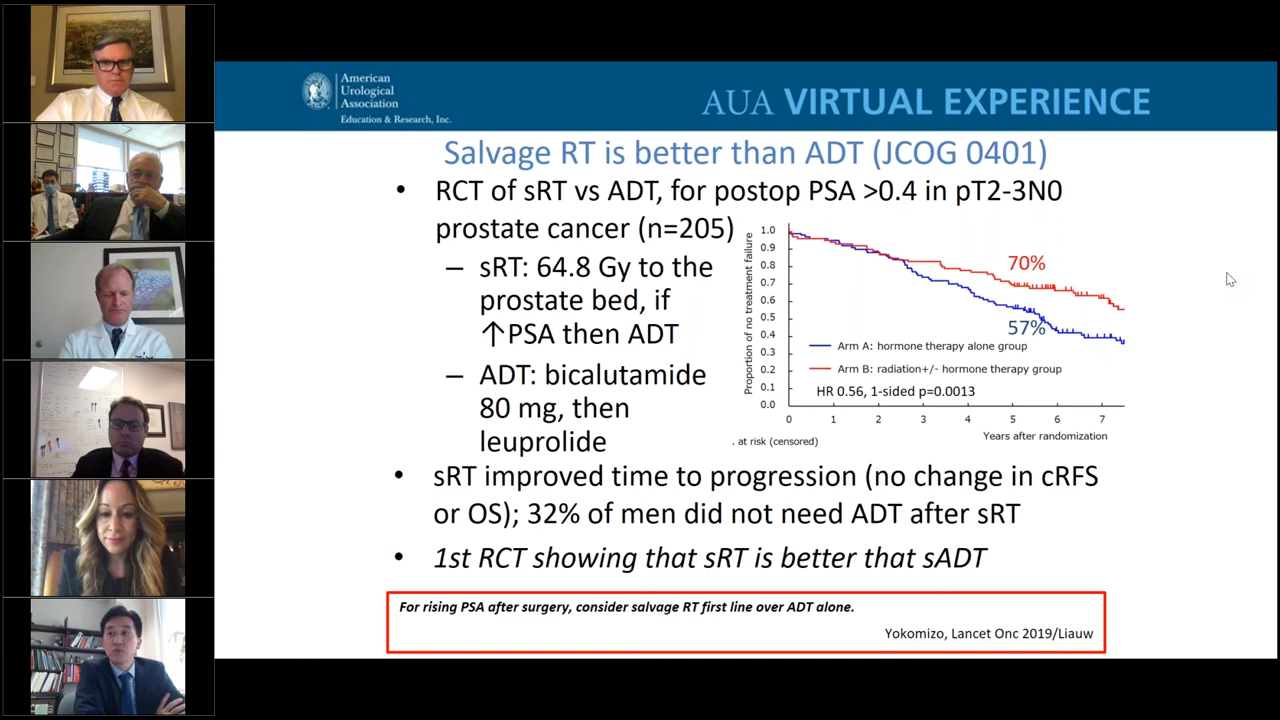 American
Urological
Association
Education & Research, Inc.
AUA VIRTUAL EXPERIENCE
Salvage RT is better than ADT (JCOG 0401)
• RCT of sRT vs ADT, for postop PSA >0.4 in pT2-3N0
prostate cancer (n=205)
– sRT: 64.8 Gy to the
prostate bed, if
↑PSA then ADT
– ADT: bicalutamide
80 mg, then
leuprolide
Proportion of no treatment failure
1.0
0.9
0.8
0.7
0.6
0.5
0.4
0.3
0.2
0.1
0.0
70%
57%
Arm A: hormone therapy alone group
Arm B: radiation+/- hormone therapy group
HR 0.56, 1-sided p=0.0013
0 1 2 3 4 5 6 7
. at risk (censored)
Years after randomization
• sRT improved time to progression (no change in cRFS
or OS); 32% of men did not need ADT after sRT
• 1st RCT showing that sRT is better that sADT
For rising PSA after surgery, consider salvage RT first line over ADT alone.
Yokomizo, Lancet Onc 2019/Liauw